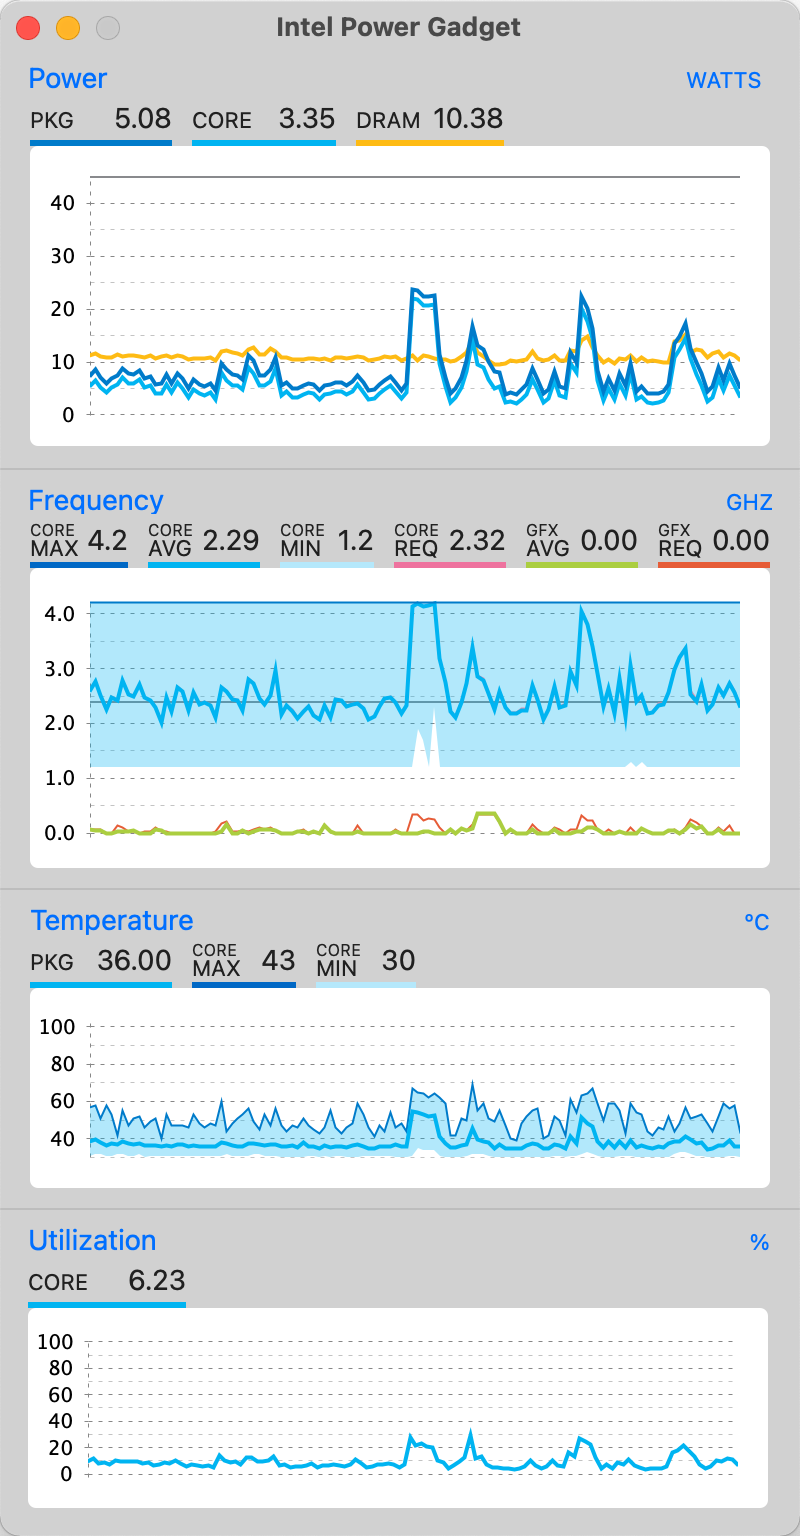 Intel Power Gadget
Power WATTS
PKG 5.08 CORE 3.35 DRAM 10.38
40
30
20
10
0
Frequency GHZ
CORE MAX 4.2 CORE AVG 2.29 CORE MIN 1.2 CORE REQ 2.32 GFX AVG 0.00 GFX REQ 0.00
4.0
3.0
2.0
1.0
0.0
Temperature °C
PKG 36.00 CORE MAX 43 CORE MIN 30
100
80
60
40
Utilization %
CORE 6.23
100
80
60
40
20
0